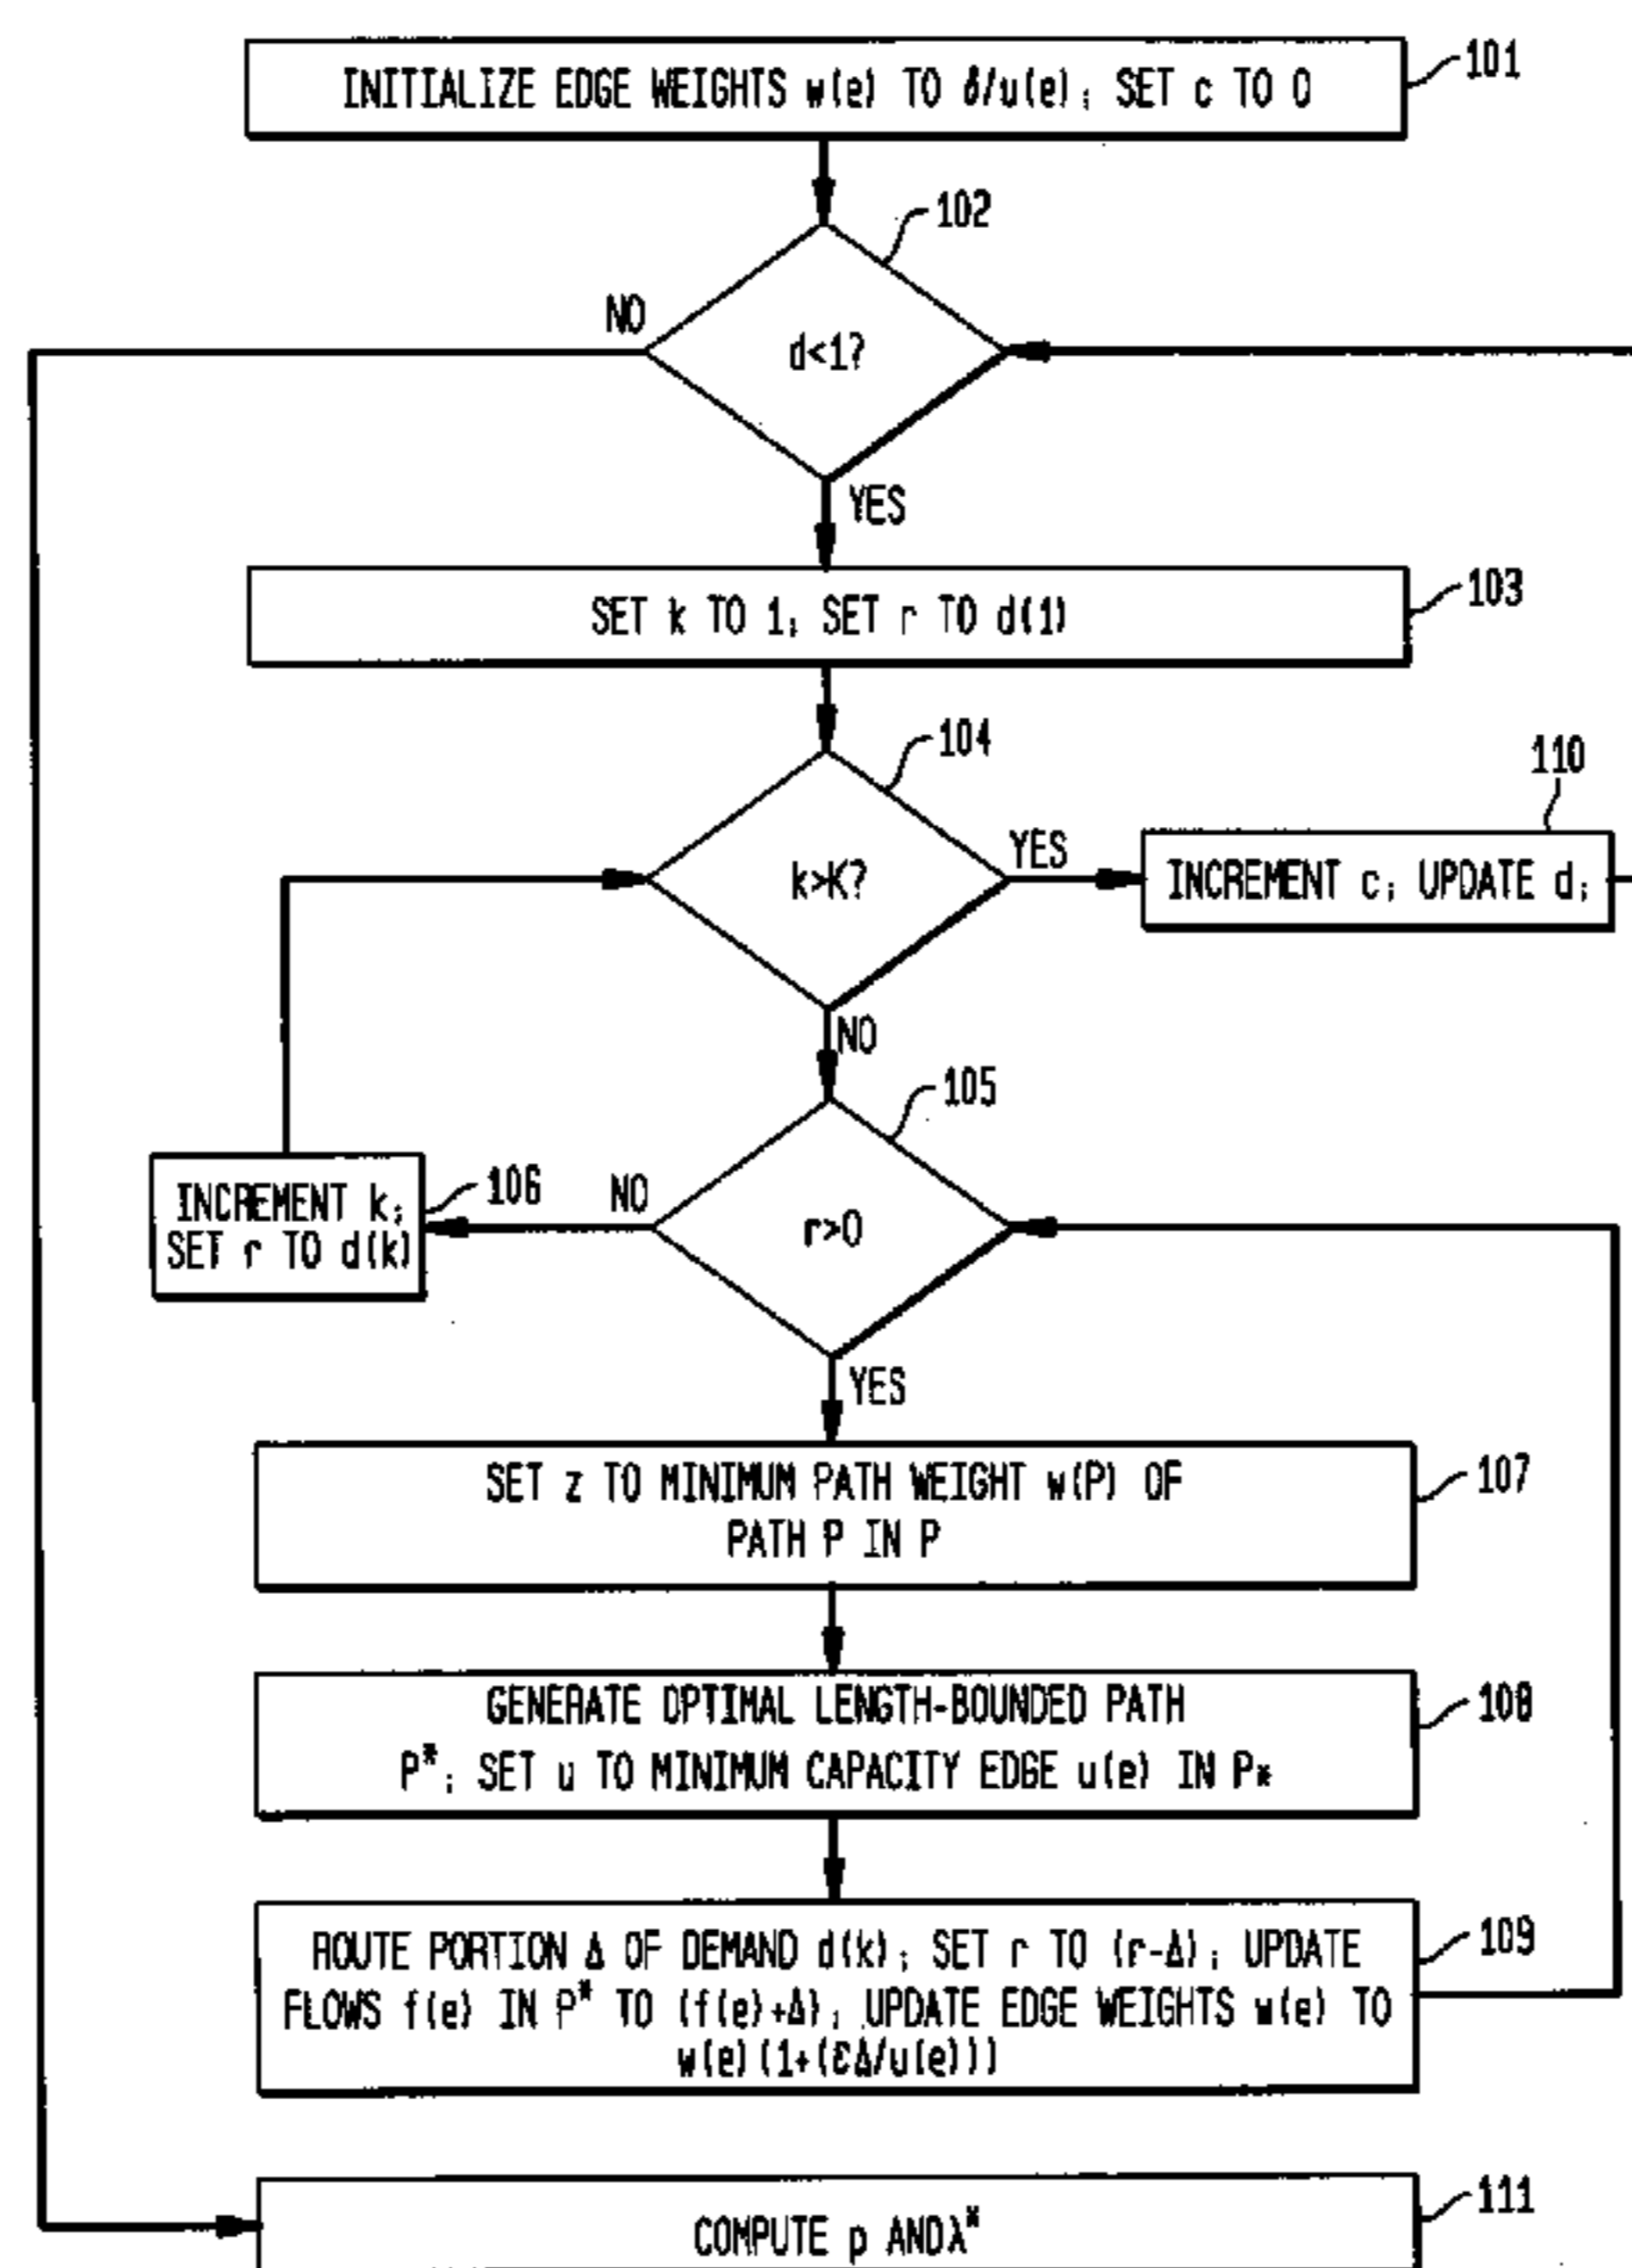 INITIALIZE EDGE WEIGHTS w(e) TO δ/u(e); SET c TO 0
101
102
NO
d<1?
YES
SET k TO 1; SET r TO d(1)
103
104
110
k>K?
YES
INCREMENT c; UPDATE d;
NO
105
INCREMENT k;
SET r TO d(k)
106
NO
r>0
YES
SET z TO MINIMUM PATH WEIGHT w(P) OF
PATH P IN P
107
GENERATE OPTIMAL LENGTH-BOUNDED PATH
P*; SET u TO MINIMUM CAPACITY EDGE u(e) IN P*
108
ROUTE PORTION Δ OF DEMAND d(k); SET r TO (r-Δ); UPDATE
FLOWS f(e) IN P* TO (f(e)+Δ); UPDATE EDGE WEIGHTS w(e) TO
w(e)(1+(εΔ/u(e)))
109
COMPUTE p AND λ*
111